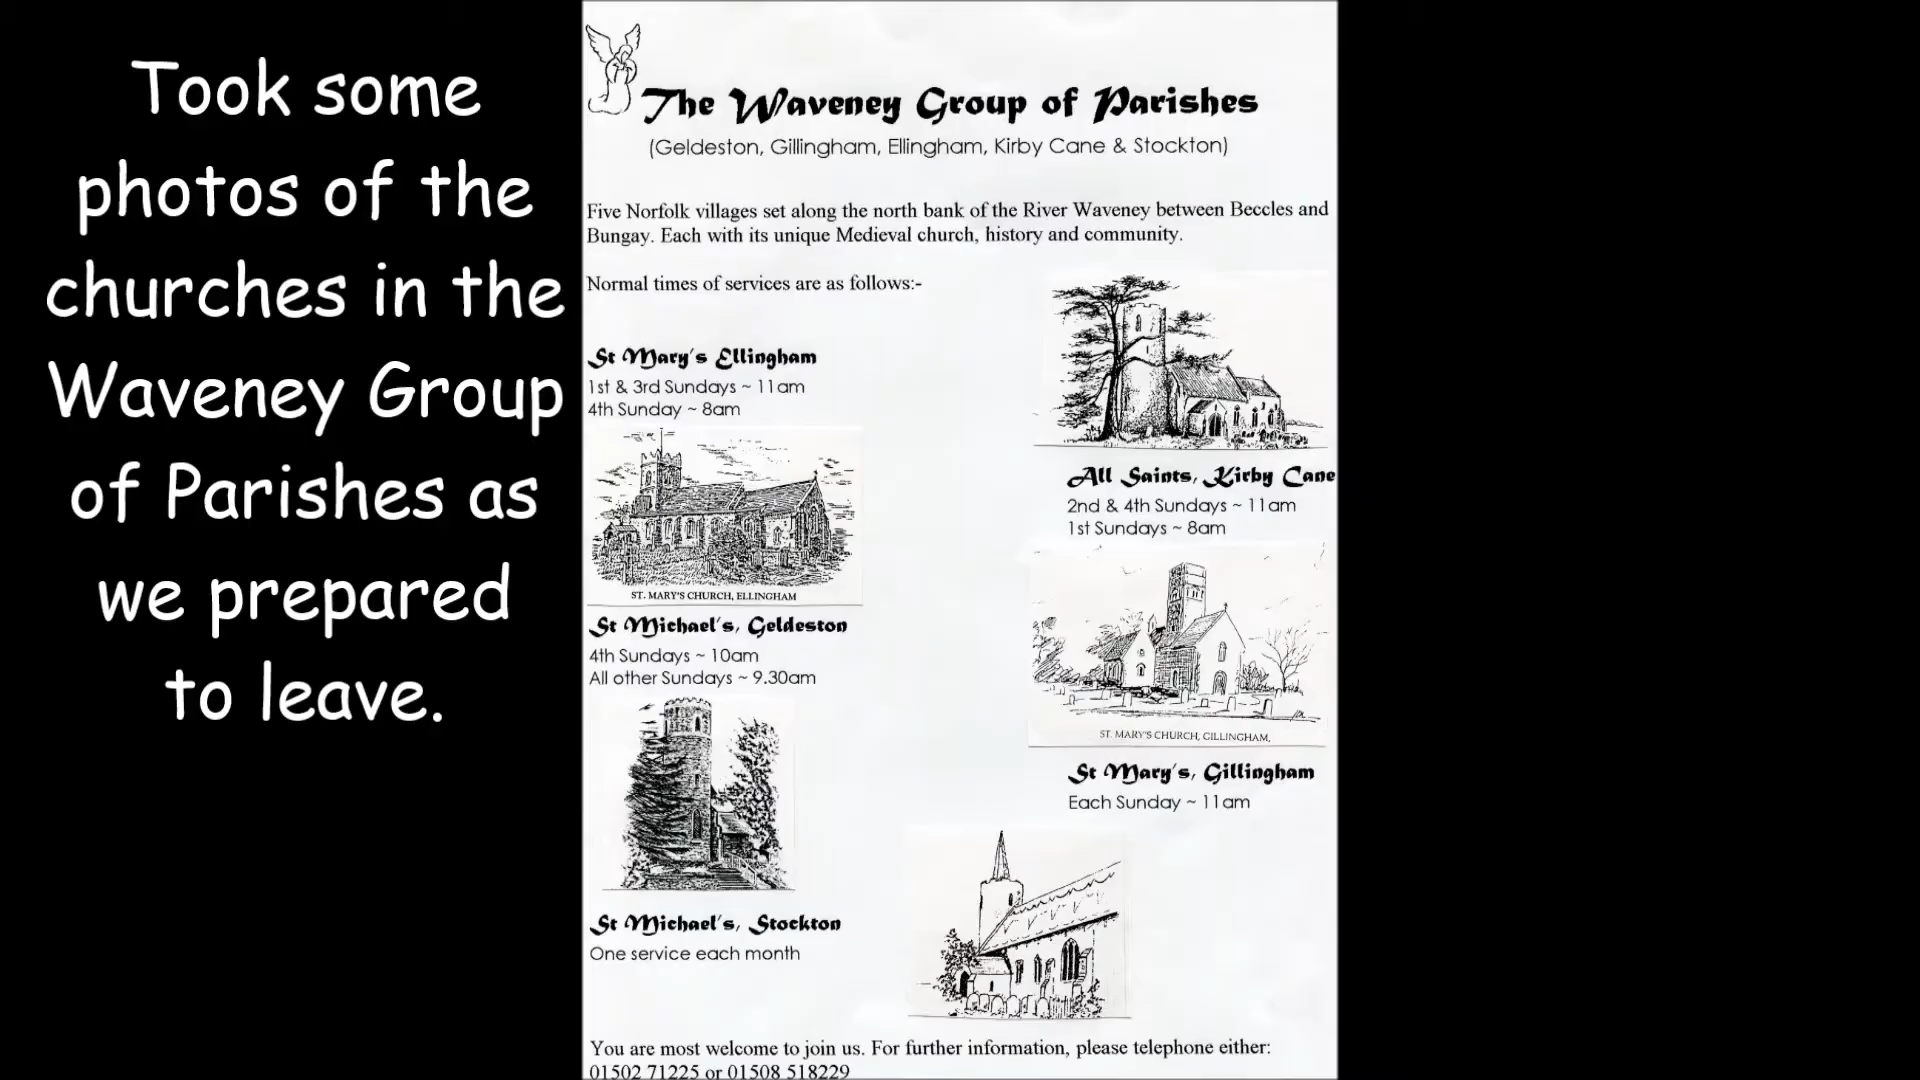 Took some
photos of the
churches in the
Waveney Group
of Parishes as
we prepared
to leave.
The Waveney Group of Parishes
(Geldeston, Gillingham, Ellingham, Kirby Cane & Stockton)
Five Norfolk villages set along the north bank of the River Waveney between Beccles and
Bungay. Each with its unique Medieval church, history and community.
Normal times of services are as follows:-
St Mary's Ellingham
1st & 3rd Sundays ~ 11am
4th Sunday ~ 8am
ST. MARY'S CHURCH, ELLINGHAM
St Michael's, Geldeston
4th Sundays ~ 10am
All other Sundays ~ 9.30am
St Michael's, Stockton
One service each month
All Saints, Kirby Cane
2nd & 4th Sundays ~ 11am
1st Sundays ~ 8am
ST. MARY'S CHURCH, GILLINGHAM,
St Mary's, Gillingham
Each Sunday ~ 11am
You are most welcome to join us. For further information, please telephone either:
01502 71225 or 01508 518229